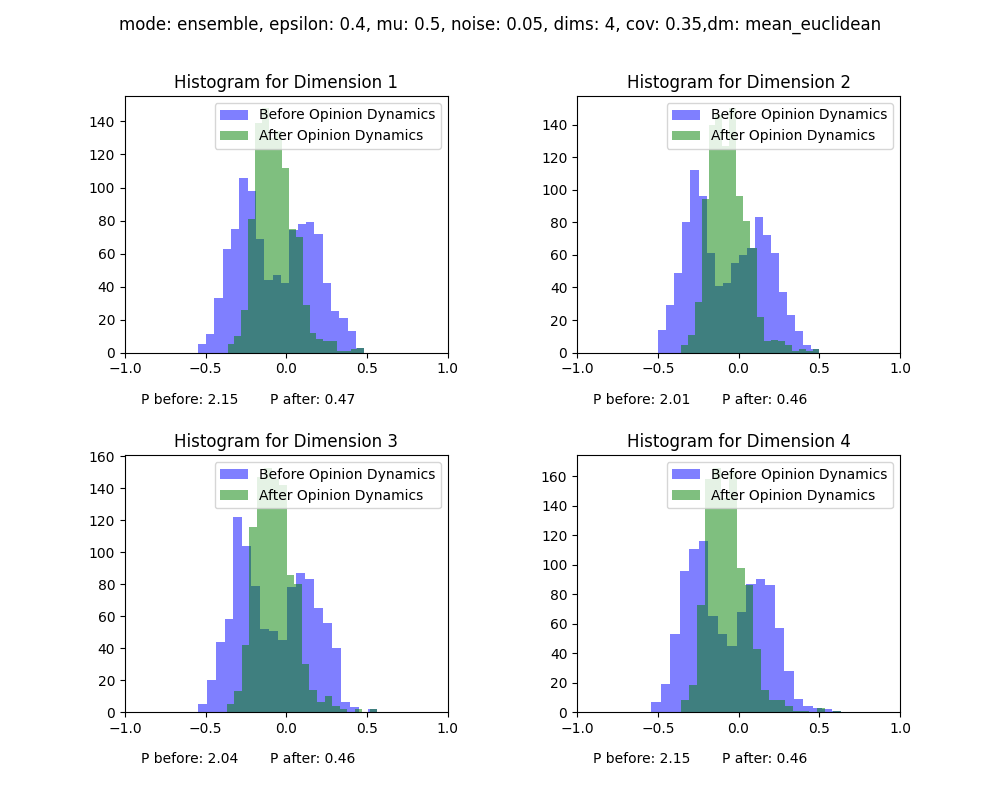 mode: ensemble, epsilon: 0.4, mu: 0.5, noise: 0.05, dims: 4, cov: 0.35,dm: mean_euclidean
Histogram for Dimension 1
Before Opinion Dynamics
After Opinion Dynamics
140
120
100
80
60
40
20
0
−1.0 −0.5 0.0 0.5 1.0
P before: 2.15 P after: 0.47
Histogram for Dimension 2
Before Opinion Dynamics
After Opinion Dynamics
140
120
100
80
60
40
20
0
−1.0 −0.5 0.0 0.5 1.0
P before: 2.01 P after: 0.46
Histogram for Dimension 3
Before Opinion Dynamics
After Opinion Dynamics
160
140
120
100
80
60
40
20
0
−1.0 −0.5 0.0 0.5 1.0
P before: 2.04 P after: 0.46
Histogram for Dimension 4
Before Opinion Dynamics
After Opinion Dynamics
160
140
120
100
80
60
40
20
0
−1.0 −0.5 0.0 0.5 1.0
P before: 2.15 P after: 0.46